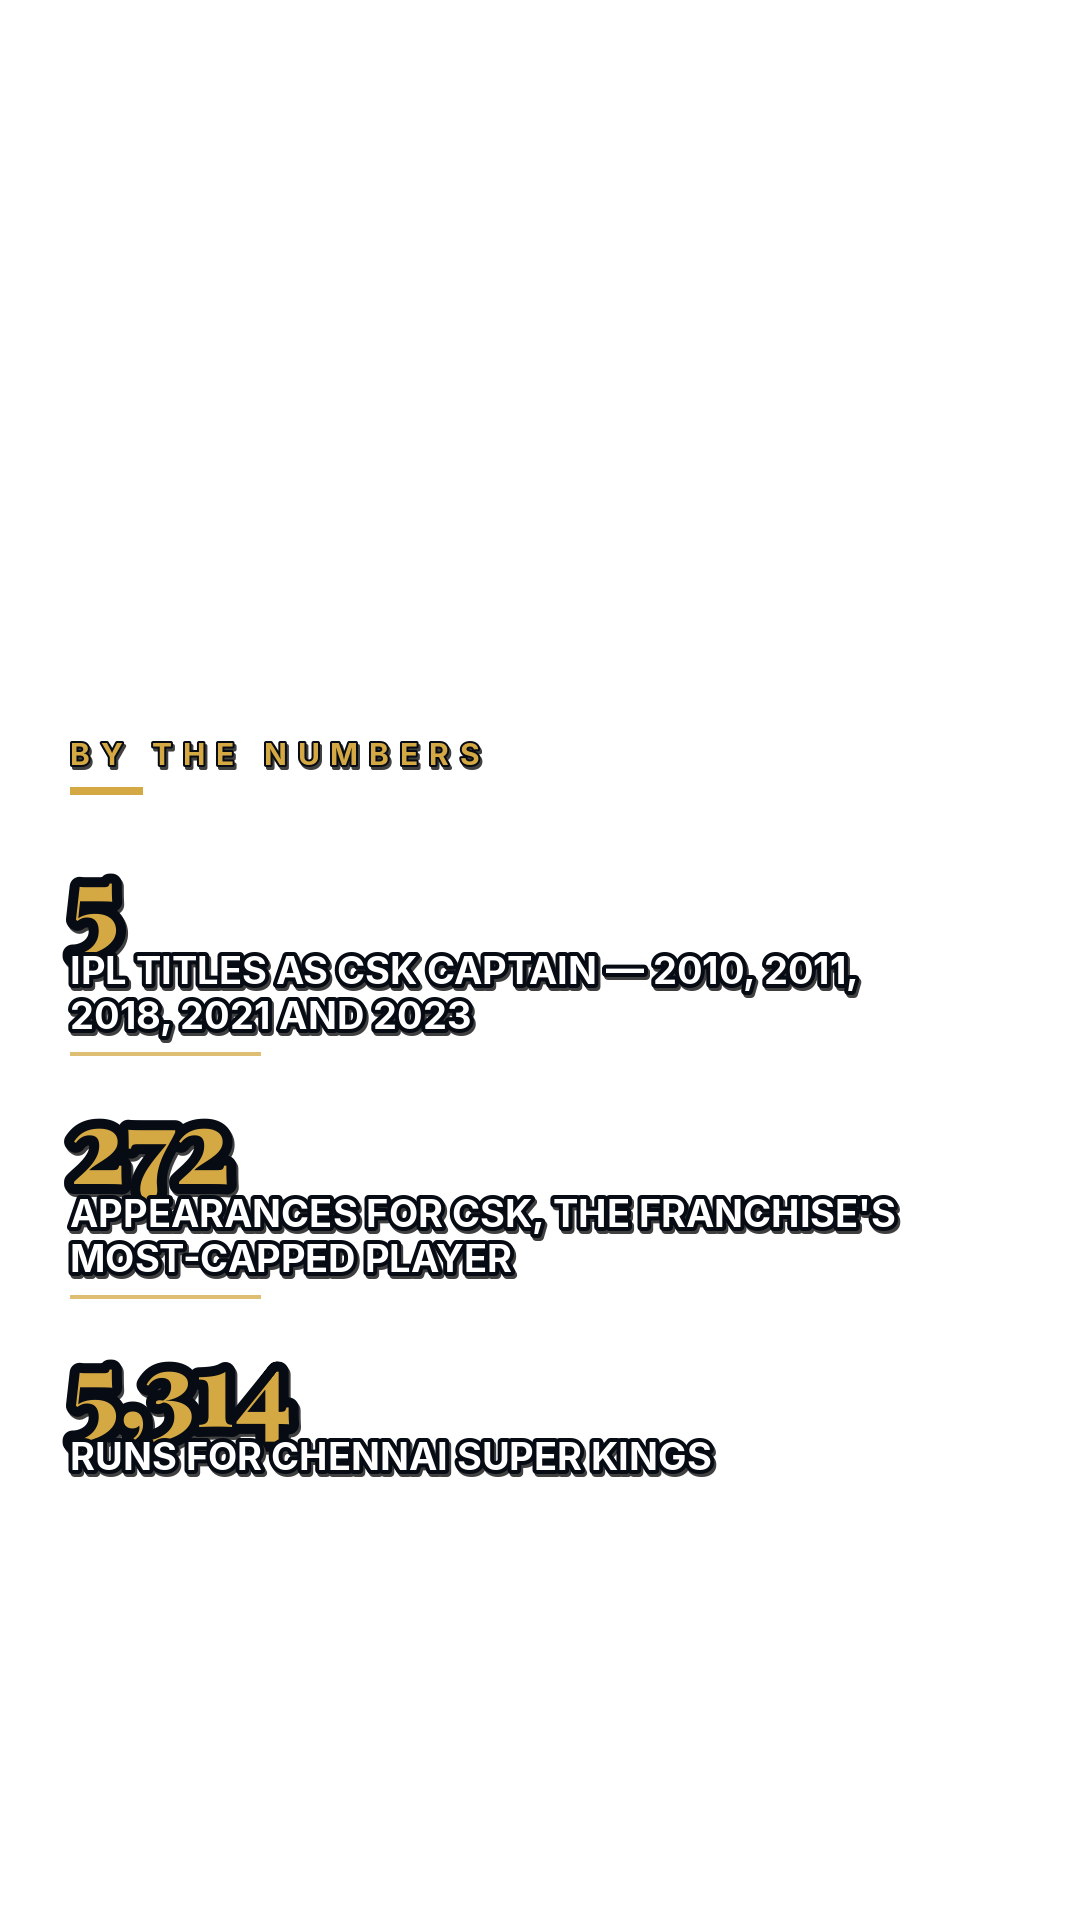 BY THE NUMBERS
5
IPL TITLES AS CSK CAPTAIN — 2010, 2011,
2018, 2021 AND 2023
272
APPEARANCES FOR CSK, THE FRANCHISE'S
MOST-CAPPED PLAYER
5,314
RUNS FOR CHENNAI SUPER KINGS